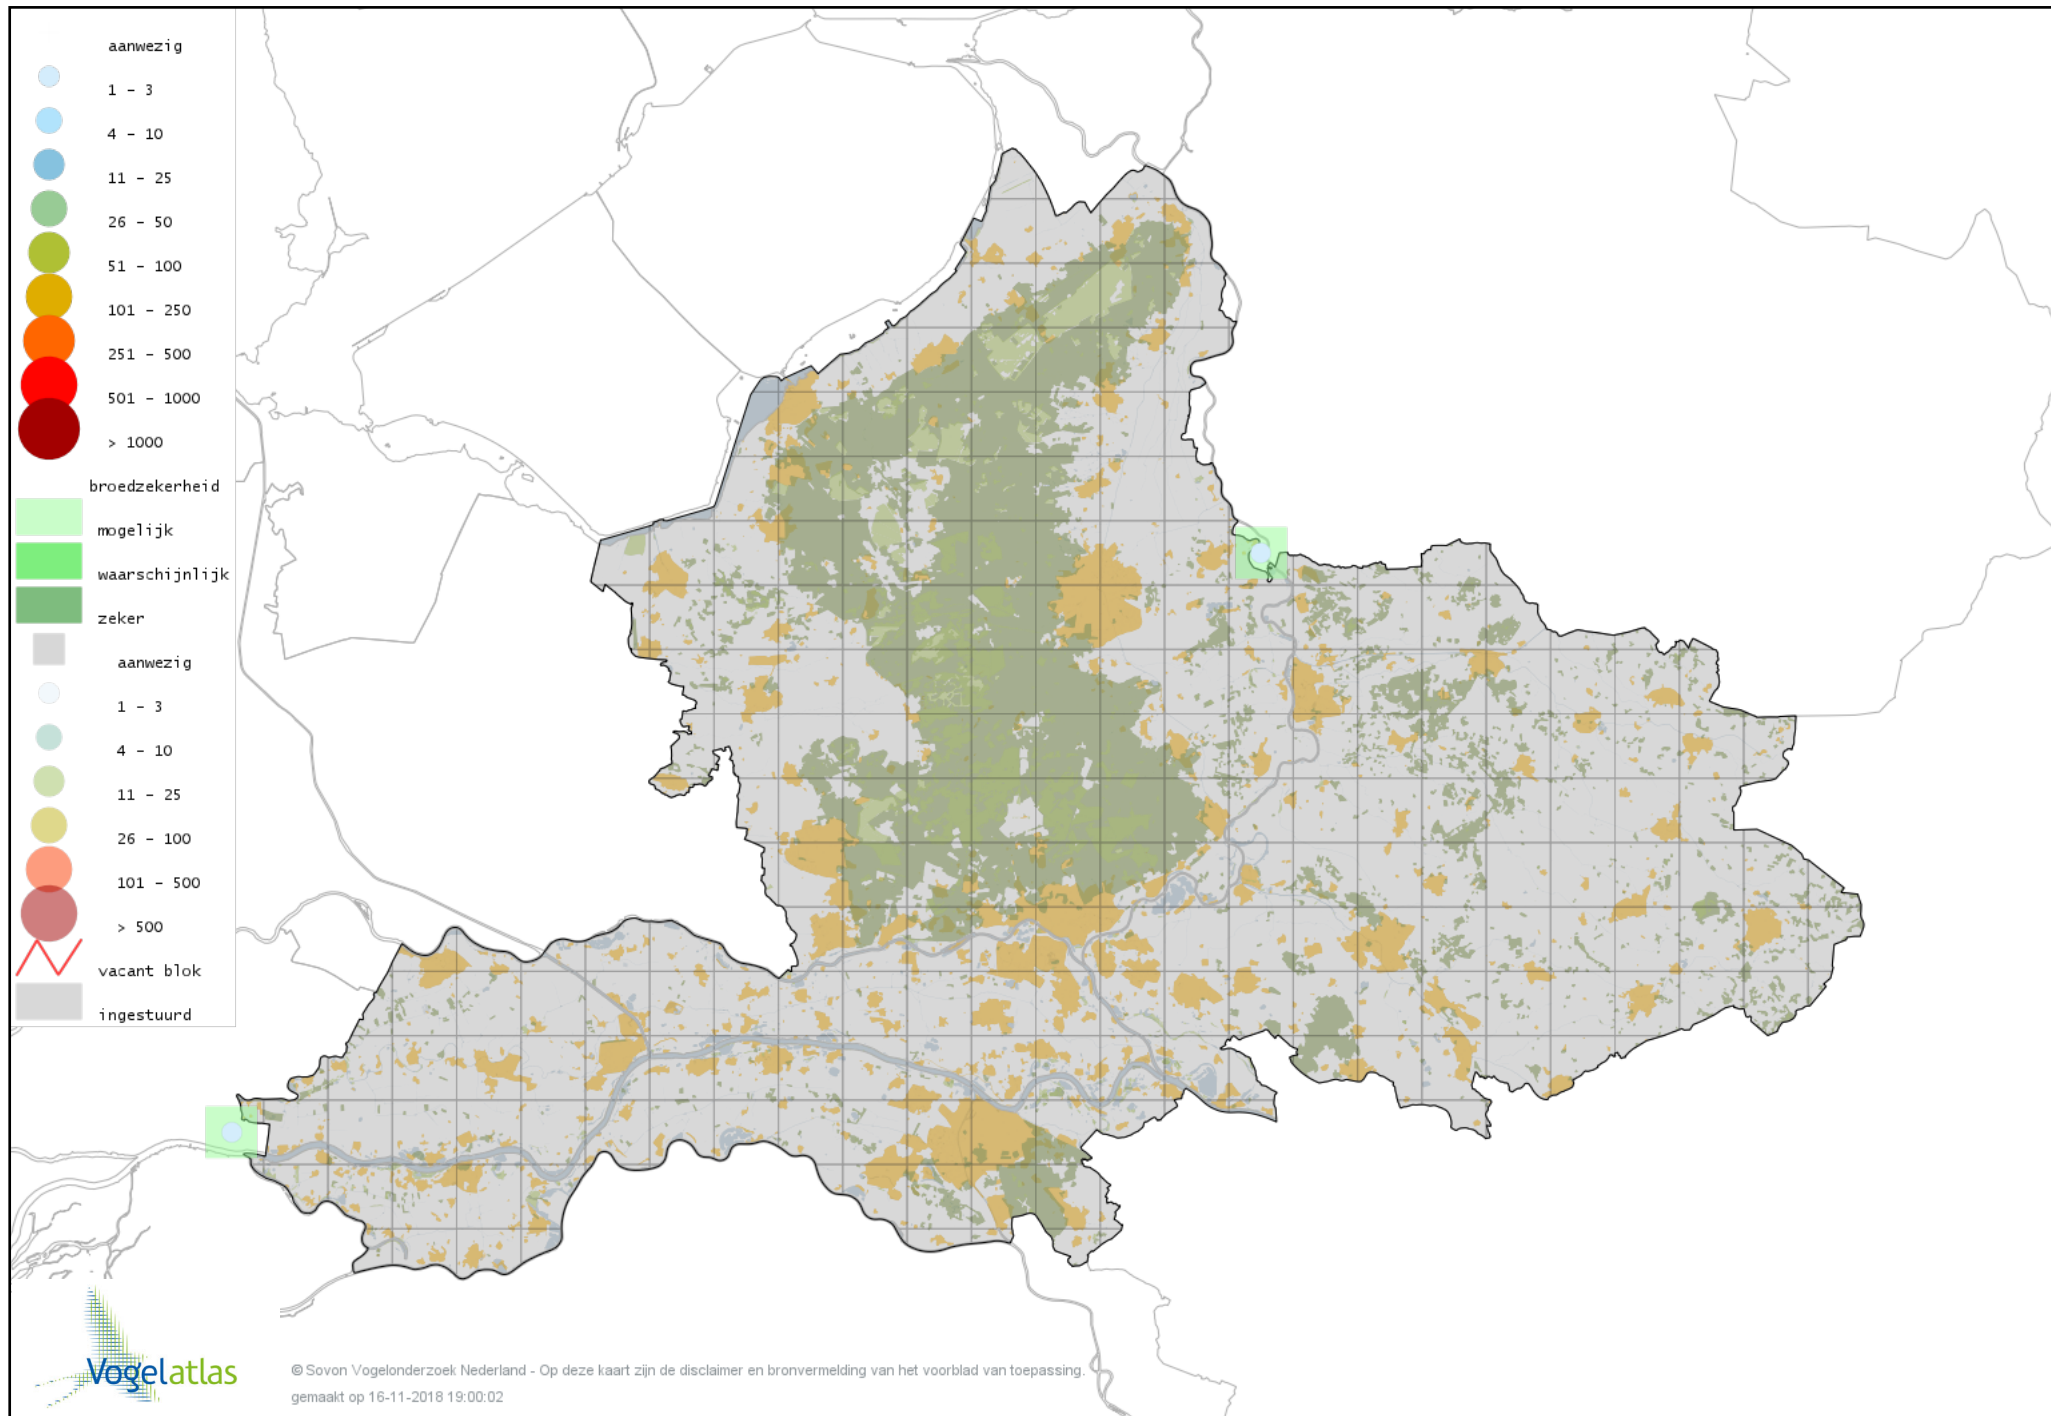 aanwezig
1 - 3
4 - 10
11 - 25
26 - 50
51 - 100
101 - 250
251 - 500
501 - 1000
> 1000
broedzekerheid
mogelijk
waarschijnlijk
zeker
aanwezig
1 - 3
4 - 10
11 - 25
26 - 100
101 - 500
> 500
vacant blok
ingestuurd
Vogelatlas
© Sovon Vogelonderzoek Nederland - Op deze kaart zijn de disclaimer en bronvermelding van het voorblad van toepassing.
gemaakt op 16-11-2018 19:00:02